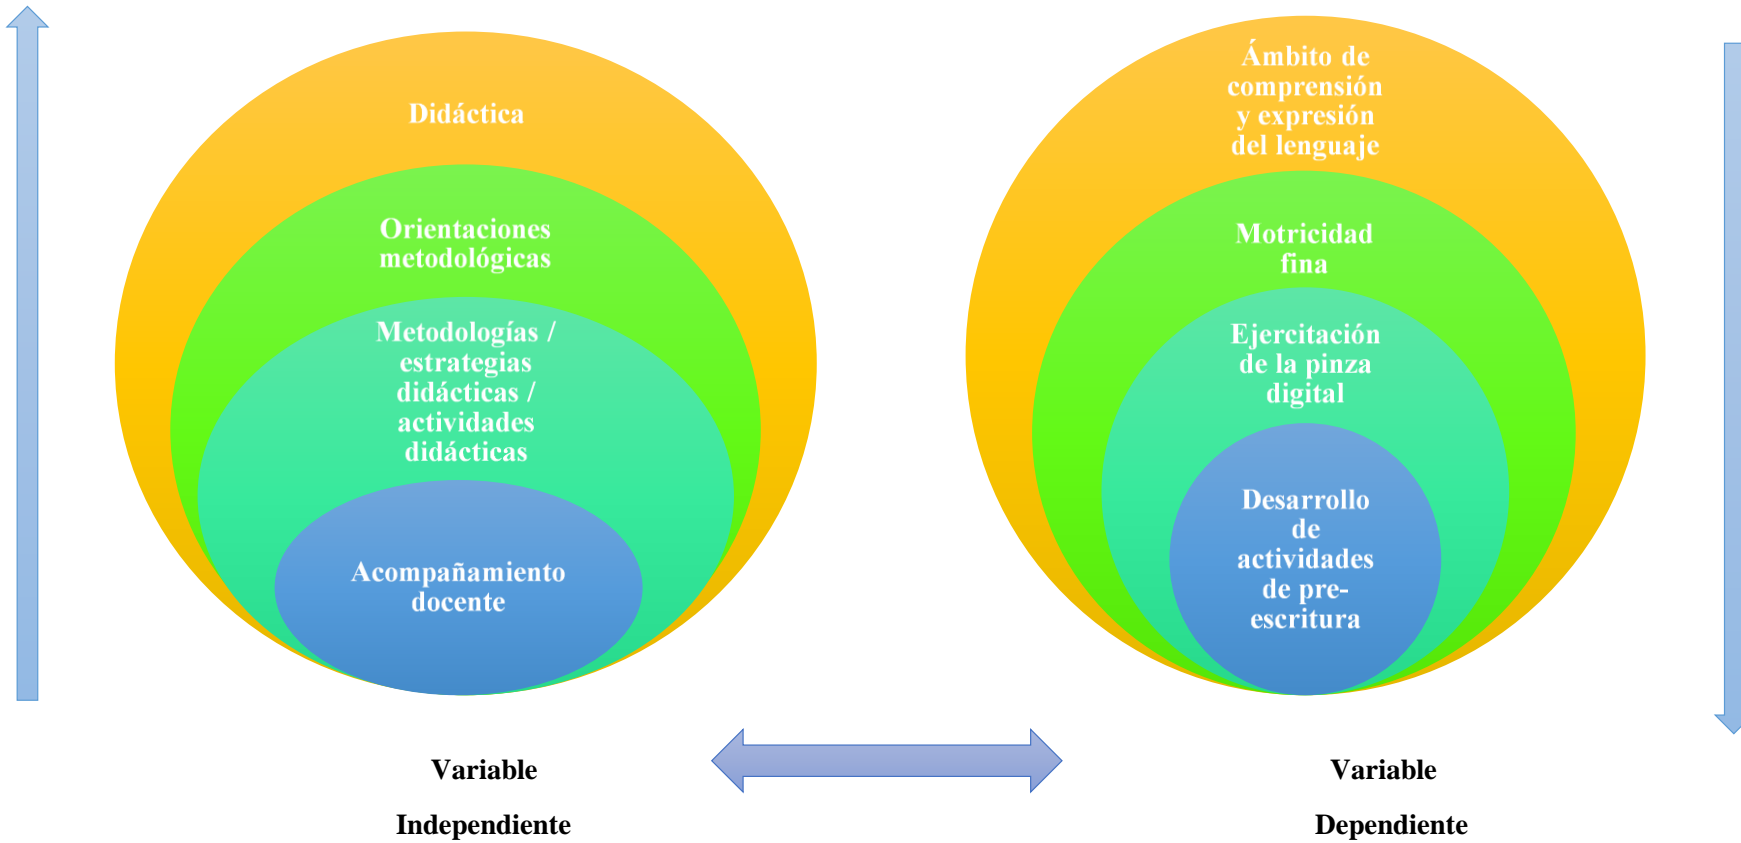 Didáctica
Orientaciones
metodológicas
Metodologías /
estrategias
didácticas /
actividades
didácticas
Acompañamiento
docente
Ámbito de
comprensión
y expresión
del lenguaje
Motricidad
fina
Ejercitación
de la pinza
digital
Desarrollo
de
actividades
de pre-
escritura
Variable
Independiente
Variable
Dependiente